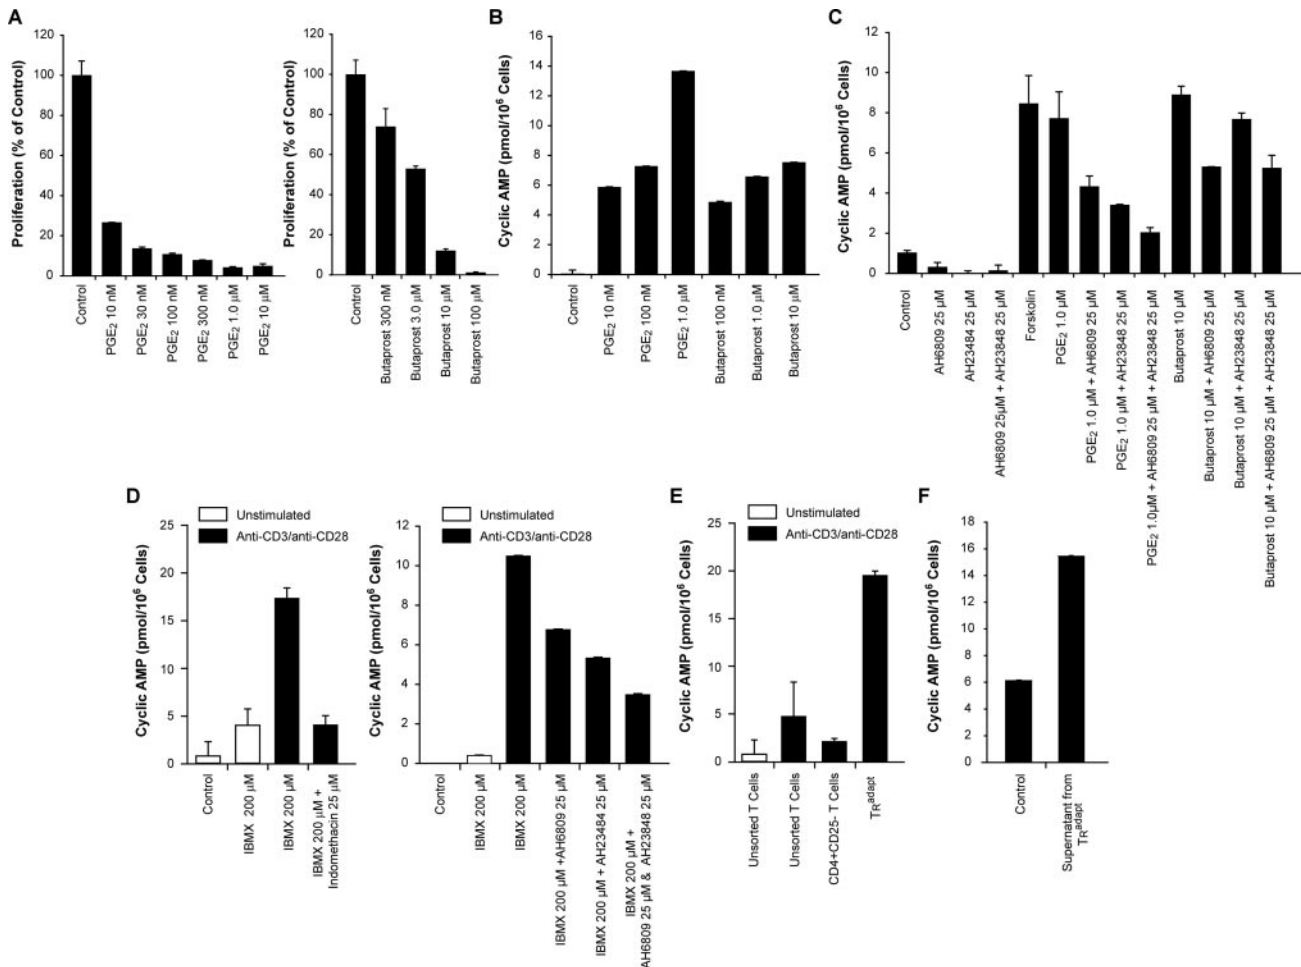 A
Proliferation (% of Control)
120
100
80
60
40
20
0
Control
PGE2 10 nM
PGE2 30 nM
PGE2 100 nM
PGE2 300 nM
PGE2 1.0 μM
PGE2 10 μM
Proliferation (% of Control)
120
100
80
60
40
20
0
Control
Butaprost 300 nM
Butaprost 3.0 μM
Butaprost 10 μM
Butaprost 100 μM
B
Cyclic AMP (pmol/10⁶ Cells)
16
14
12
10
8
6
4
2
0
Control
PGE2 10 nM
PGE2 100 nM
PGE2 1.0 μM
Butaprost 100 nM
Butaprost 1.0 μM
Butaprost 10 μM
C
Cyclic AMP (pmol/10⁶ Cells)
12
10
8
6
4
2
0
Control
AH6809 25 μM
AH23484 25 μM
AH6809 25μM + AH23848 25 μM
Forskolin
PGE2 1.0 μM
PGE2 1.0 μM + AH6809 25 μM
PGE2 1.0 μM + AH23848 25 μM
PGE2 1.0μM + AH6809 25 μM + AH23848 25 μM
Butaprost 10 μM
Butaprost 10 μM + AH6809 25 μM
Butaprost 10 μM + AH23848 25 μM
Butaprost 10 μM + AH6809 25 μM + AH23848 25 μM
D
Unstimulated
Anti-CD3/anti-CD28
Cyclic AMP (pmol/10⁶ Cells)
25
20
15
10
5
0
Control
IBMX 200 μM
IBMX 200 μM
IBMX 200 μM +
Indomethacin 25 μM
Unstimulated
Anti-CD3/anti-CD28
Cyclic AMP (pmol/10⁶ Cells)
12
10
8
6
4
2
0
Control
IBMX 200 μM
IBMX 200 μM
IBMX 200 μM +AH6809 25 μM
IBMX 200 μM + AH23484 25 μM
IBMX 200 μM +
AH6809 25 μM & AH23848 25 μM
E
Unstimulated
Anti-CD3/anti-CD28
Cyclic AMP (pmol/10⁶ Cells)
25
20
15
10
5
0
Unsorted T Cells
Unsorted T Cells
CD4+CD25- T Cells
TRadapt
F
Cyclic AMP (pmol/10⁶ Cells)
18
16
14
12
10
8
6
4
2
0
Control
Supernatant from
TRadapt